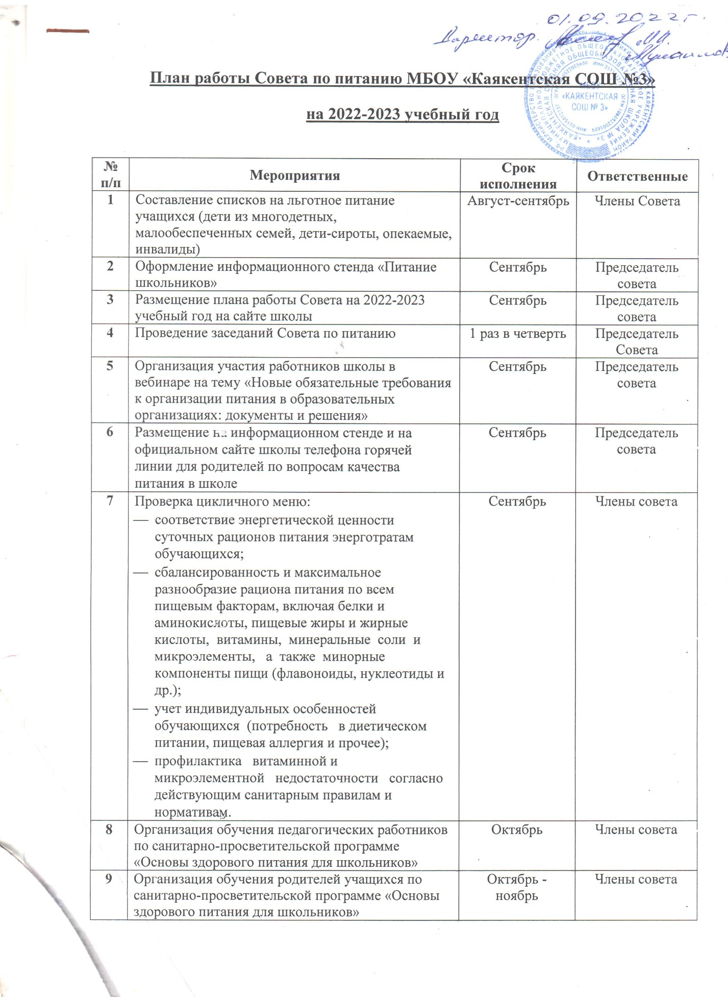 01.09.2022г.
Директор.
План работы Совета по питанию МБОУ «Каякентская СОШ №3»
на 2022-2023 учебный год
МБОУ
«КАЯКЕНТСКАЯ
СОШ № 3»
№ п/п
Мероприятия
Срок исполнения
Ответственные
1
Составление списков на льготное питание
учащихся (дети из многодетных,
малообеспеченных семей, дети-сироты, опекаемые,
инвалиды)
Август-сентябрь
Члены Совета
2
Оформление информационного стенда «Питание
школьников»
Сентябрь
Председатель
совета
3
Размещение плана работы Совета на 2022-2023
учебный год на сайте школы
Сентябрь
Председатель
совета
4
Проведение заседаний Совета по питанию
1 раз в четверть
Председатель
Совета
5
Организация участия работников школы в
вебинаре на тему «Новые обязательные требования
к организации питания в образовательных
организациях: документы и решения»
Сентябрь
Председатель
совета
6
Размещение на информационном стенде и на
официальном сайте школы телефона горячей
линии для родителей по вопросам качества
питания в школе
Сентябрь
Председатель
совета
7
Проверка цикличного меню:
— соответствие энергетической ценности
суточных рационов питания энерготратам
обучающихся;
— сбалансированность и максимальное
разнообразие рациона питания по всем
пищевым факторам, включая белки и
аминокислоты, пищевые жиры и жирные
кислоты, витамины, минеральные соли и
микроэлементы, а также минорные
компоненты пищи (флавоноиды, нуклеотиды и
др.);
— учет индивидуальных особенностей
обучающихся (потребность в диетическом
питании, пищевая аллергия и прочее);
— профилактика витаминной и
микроэлементной недостаточности согласно
действующим санитарным правилам и
нормативам.
Сентябрь
Члены совета
8
Организация обучения педагогических работников
по санитарно-просветительской программе
«Основы здорового питания для школьников»
Октябрь
Члены совета
9
Организация обучения родителей учащихся по
санитарно-просветительской программе «Основы
здорового питания для школьников»
Октябрь -
ноябрь
Члены совета